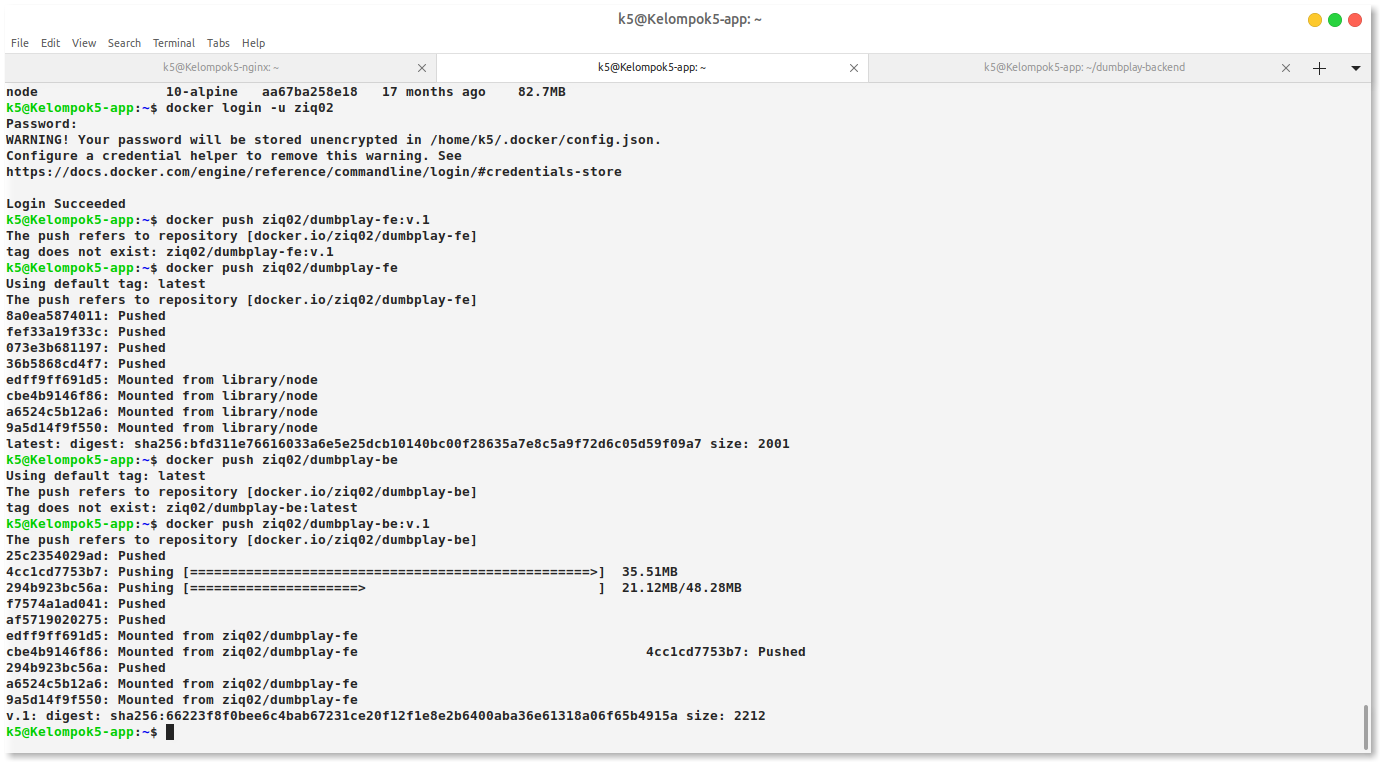 k5@Kelompok5-app: ~
File Edit View Search Terminal Tabs Help
k5@Kelompok5-nginx: ~
k5@Kelompok5-app: ~
k5@Kelompok5-app: ~/dumbplay-backend
node                10-alpine   aa67ba258e18   17 months ago    82.7MB
k5@Kelompok5-app:~$ docker login -u ziq02
Password:
WARNING! Your password will be stored unencrypted in /home/k5/.docker/config.json.
Configure a credential helper to remove this warning. See
https://docs.docker.com/engine/reference/commandline/login/#credentials-store
Login Succeeded
k5@Kelompok5-app:~$ docker push ziq02/dumbplay-fe:v.1
The push refers to repository [docker.io/ziq02/dumbplay-fe]
tag does not exist: ziq02/dumbplay-fe:v.1
k5@Kelompok5-app:~$ docker push ziq02/dumbplay-fe
Using default tag: latest
The push refers to repository [docker.io/ziq02/dumbplay-fe]
8a0ea5874011: Pushed
fef33a19f33c: Pushed
073e3b681197: Pushed
36b5868cd4f7: Pushed
edff9ff691d5: Mounted from library/node
cbe4b9146f86: Mounted from library/node
a6524c5b12a6: Mounted from library/node
9a5d14f9f550: Mounted from library/node
latest: digest: sha256:bfd311e76616033a6e5e25dcb10140bc00f28635a7e8c5a9f72d6c05d59f09a7 size: 2001
k5@Kelompok5-app:~$ docker push ziq02/dumbplay-be
Using default tag: latest
The push refers to repository [docker.io/ziq02/dumbplay-be]
tag does not exist: ziq02/dumbplay-be:latest
k5@Kelompok5-app:~$ docker push ziq02/dumbplay-be:v.1
The push refers to repository [docker.io/ziq02/dumbplay-be]
25c2354029ad: Pushed
4cc1cd7753b7: Pushing [==================================================>]  35.51MB
294b923bc56a: Pushing [=====================>                             ]  21.12MB/48.28MB
f7574a1ad041: Pushed
af5719020275: Pushed
edff9ff691d5: Mounted from ziq02/dumbplay-fe
cbe4b9146f86: Mounted from ziq02/dumbplay-fe                                    4cc1cd7753b7: Pushed
294b923bc56a: Pushed
a6524c5b12a6: Mounted from ziq02/dumbplay-fe
9a5d14f9f550: Mounted from ziq02/dumbplay-fe
v.1: digest: sha256:66223f8f0bee6c4bab67231ce20f12f1e8e2b6400aba36e61318a06f65b4915a size: 2212
k5@Kelompok5-app:~$